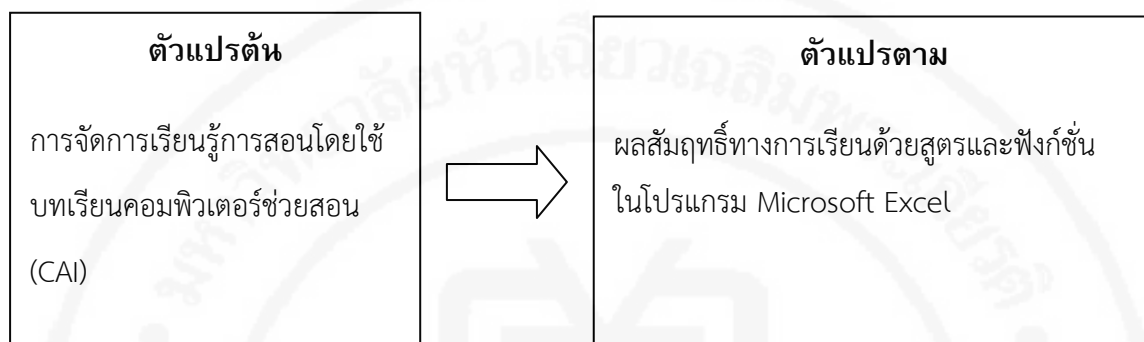 ตัวแปรต้น
การจัดการเรียนรู้การสอนโดยใช้
บทเรียนคอมพิวเตอร์ช่วยสอน
(CAI)
ตัวแปรตาม
ผลสัมฤทธิ์ทางการเรียนด้วยสูตรและฟังก์ชั่น
ในโปรแกรม Microsoft Excel